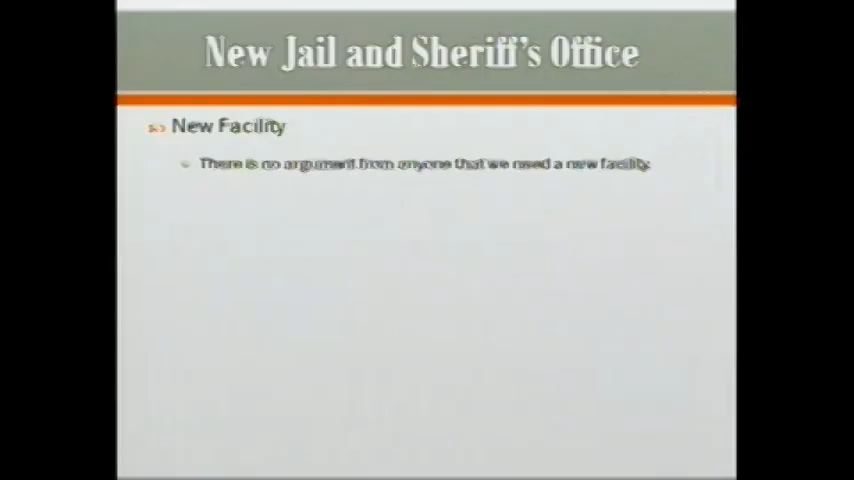 New Jail and Sheriff's Office
New Facility
There is no argument from anyone that we need a new facility